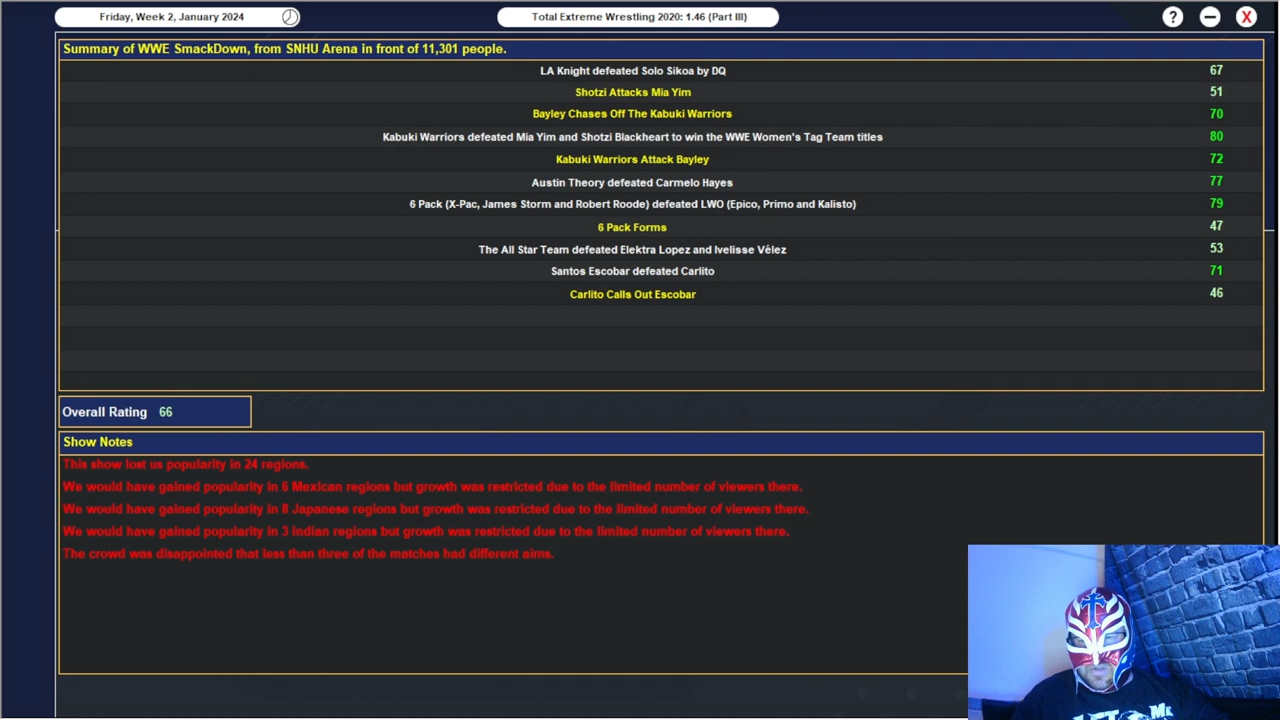 Friday, Week 2, January 2024
Total Extreme Wrestling 2020: 1.46 (Part III)
?
X
Summary of WWE SmackDown, from SNHU Arena in front of 11,301 people.
LA Knight defeated Solo Sikoa by DQ 67
Shotzi Attacks Mia Yim 51
Bayley Chases Off The Kabuki Warriors 70
Kabuki Warriors defeated Mia Yim and Shotzi Blackheart to win the WWE Women's Tag Team titles 80
Kabuki Warriors Attack Bayley 72
Austin Theory defeated Carmelo Hayes 77
6 Pack (X-Pac, James Storm and Robert Roode) defeated LWO (Epico, Primo and Kalisto) 79
6 Pack Forms 47
The All Star Team defeated Elektra Lopez and Ivelisse Vélez 53
Santos Escobar defeated Carlito 71
Carlito Calls Out Escobar 46
Overall Rating 66
Show Notes
This show lost us popularity in 24 regions.
We would have gained popularity in 6 Mexican regions but growth was restricted due to the limited number of viewers there.
We would have gained popularity in 8 Japanese regions but growth was restricted due to the limited number of viewers there.
We would have gained popularity in 3 Indian regions but growth was restricted due to the limited number of viewers there.
The crowd was disappointed that less than three of the matches had different aims.